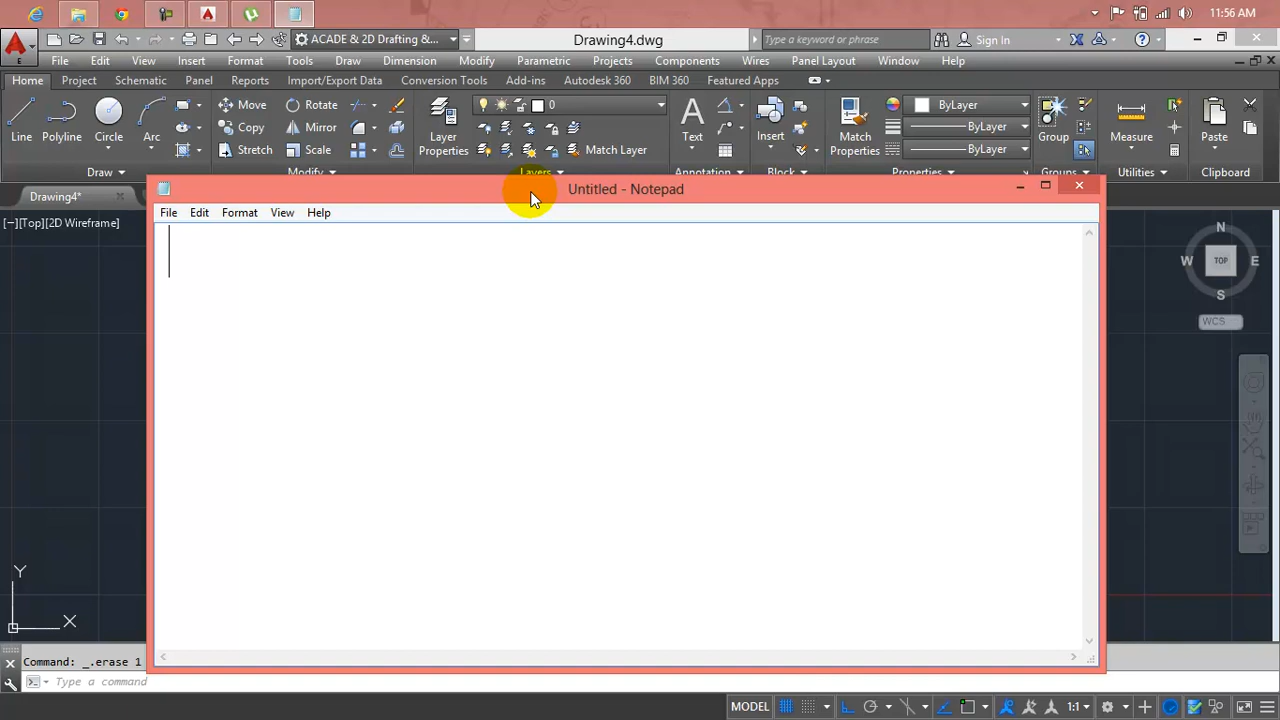 11:56 AM
ACADE & 2D Drafting &... Drawing4.dwg Type a keyword or phrase Sign In
E File Edit View Insert Format Tools Draw Dimension Modify Parametric Projects Components Wires Panel Layout Window Help
Home Project Schematic Panel Reports Import/Export Data Conversion Tools Add-ins Autodesk 360 BIM 360 Featured Apps
Move Rotate 0 ByLayer
Line Polyline Circle Arc Copy Mirror Layer Properties Text Insert Match Properties ByLayer Group Measure Paste
Stretch Scale Match Layer ByLayer
Draw Modify Layers Annotation Block Properties Groups Utilities Clipboard
Drawing4* Untitled - Notepad
File Edit Format View Help
[−][Top][2D Wireframe]
N
W TOP E
S
WCS
Y
X
Command: _.erase 1
Type a command
MODEL 1:1